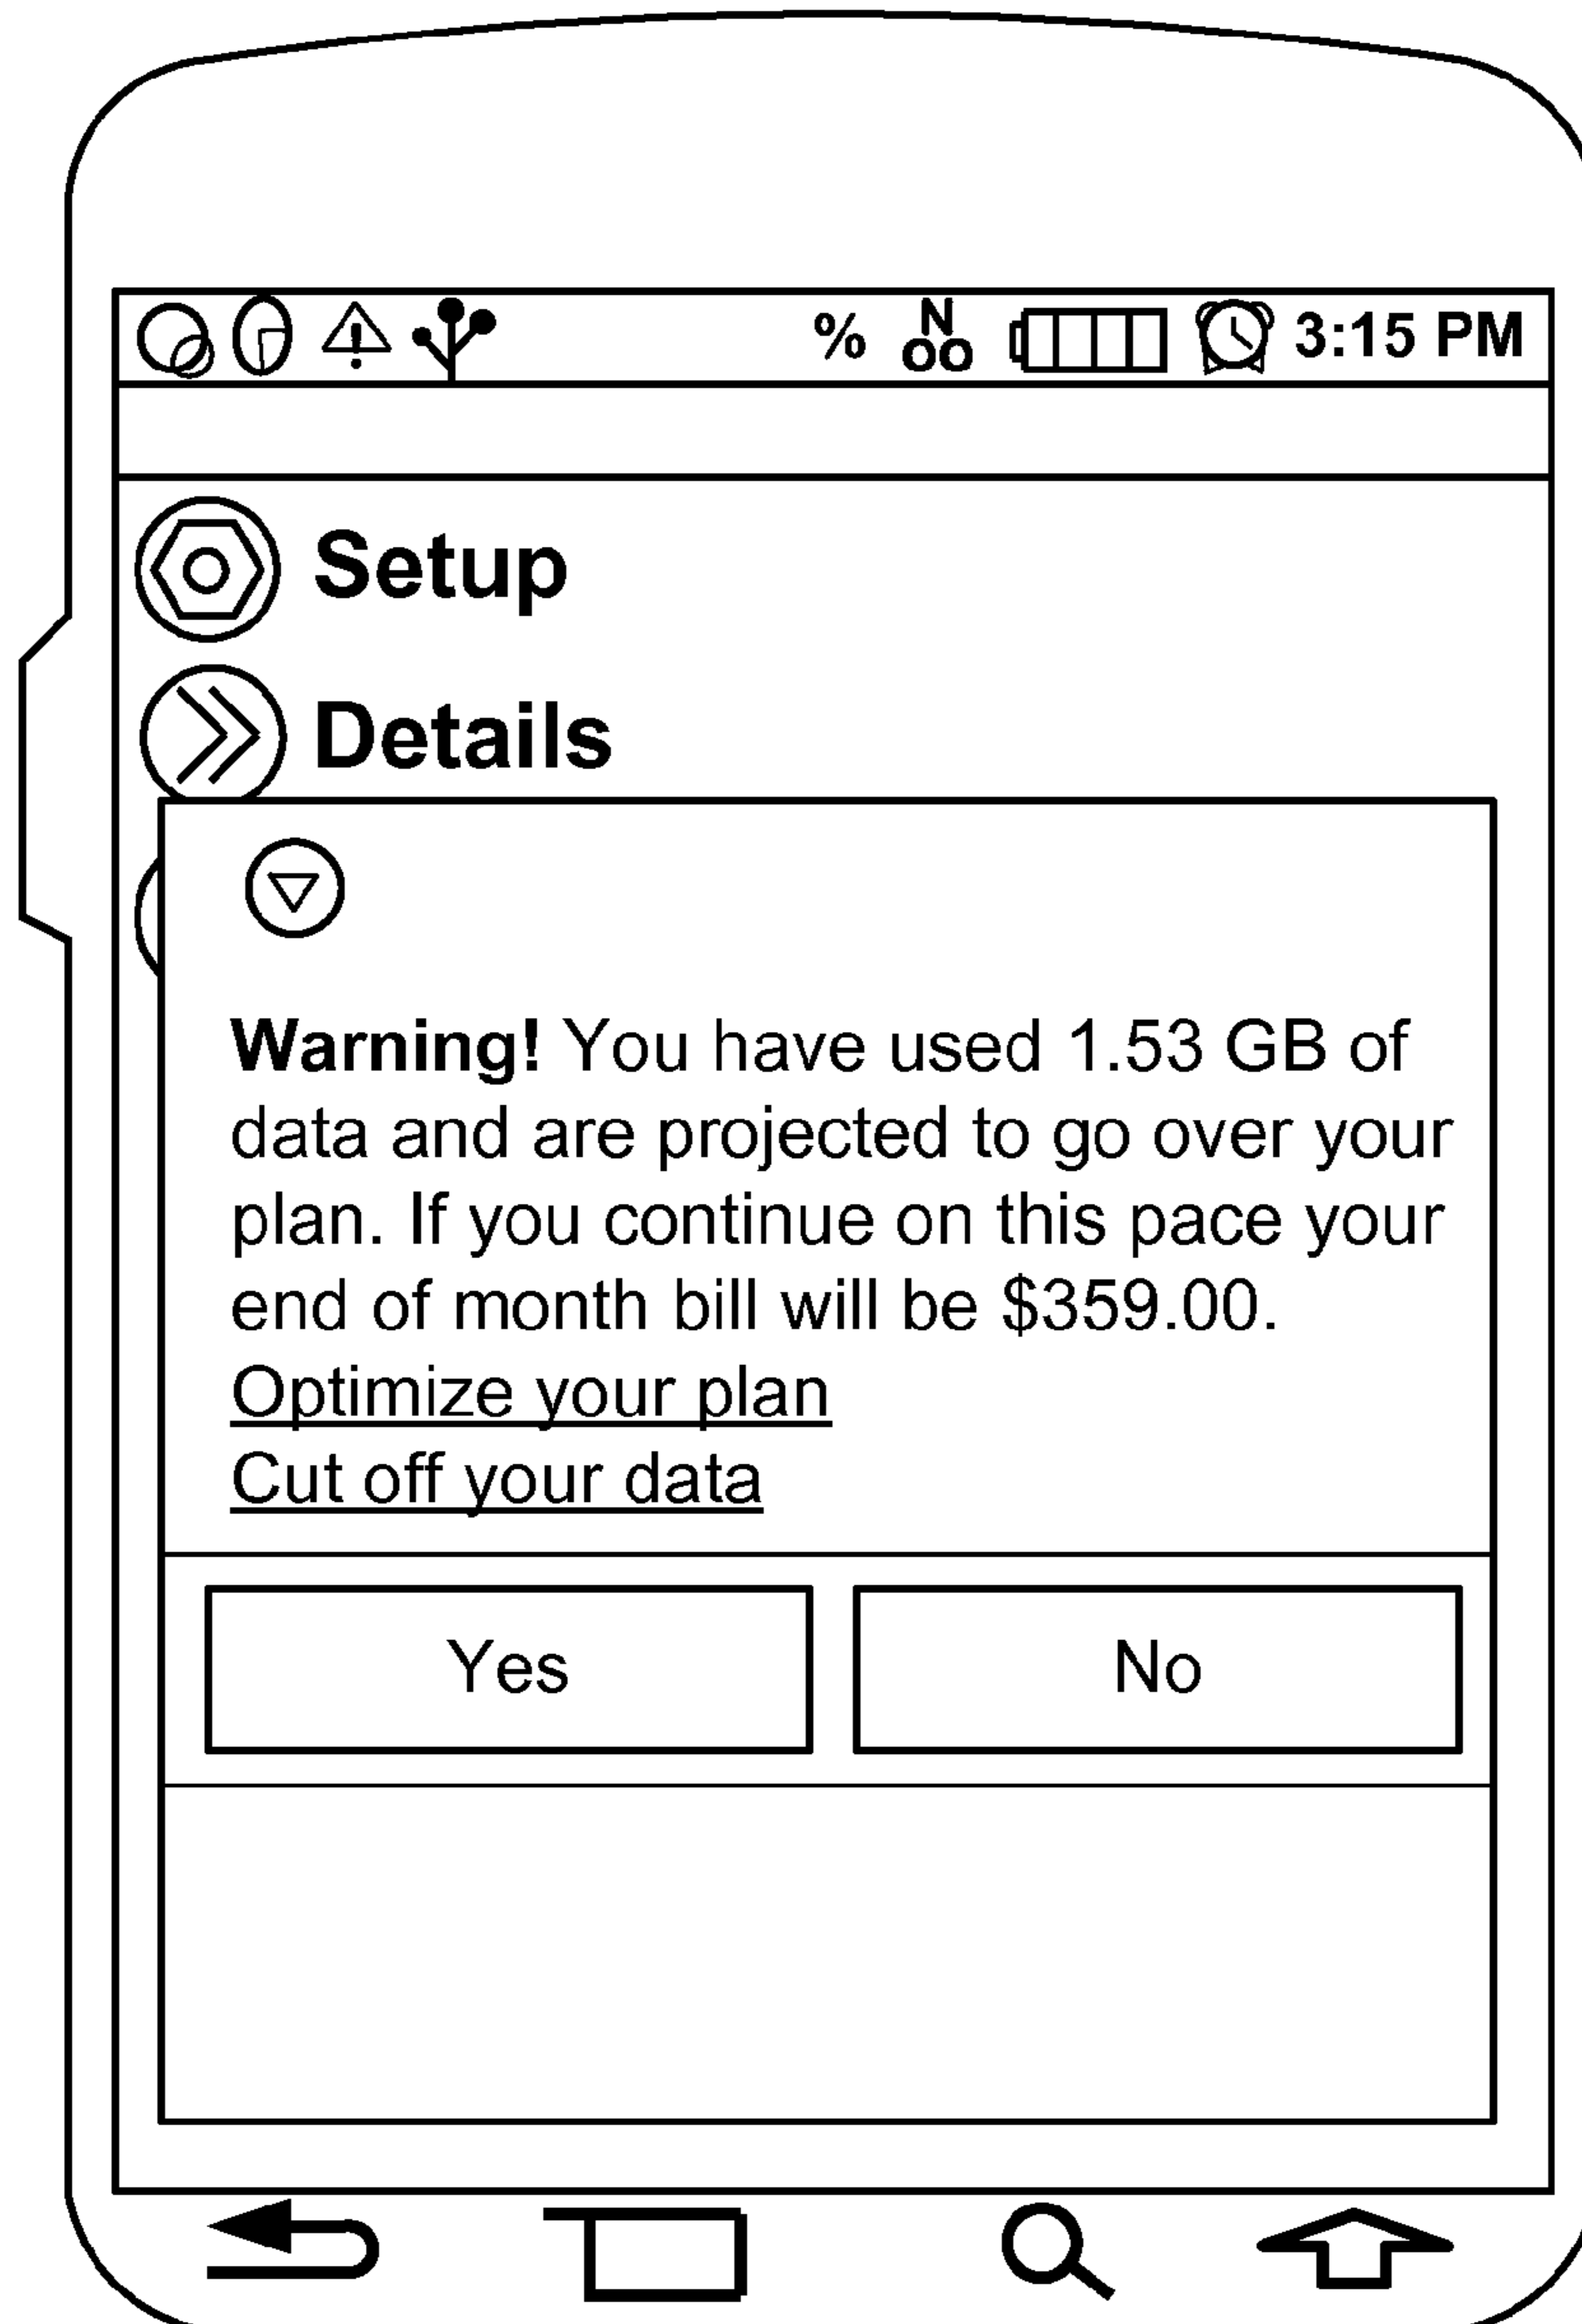 % N 3:15 PM
Setup
Details
Warning! You have used 1.53 GB of
data and are projected to go over your
plan. If you continue on this pace your
end of month bill will be $359.00.
Optimize your plan
Cut off your data
Yes No